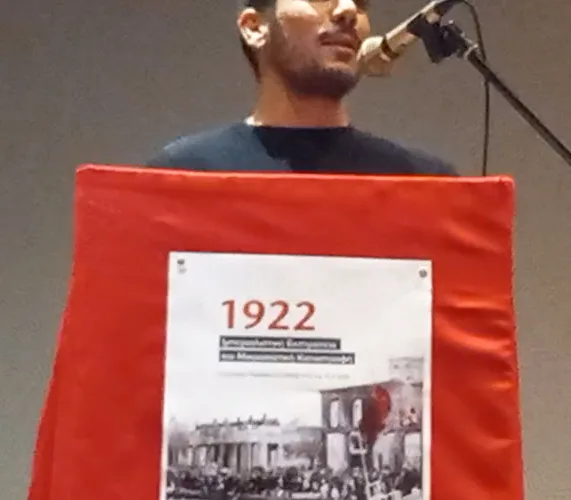 1922
Ιμπεριαλιστική Εκστρατεία
και Μικρασιατική Καταστροφή